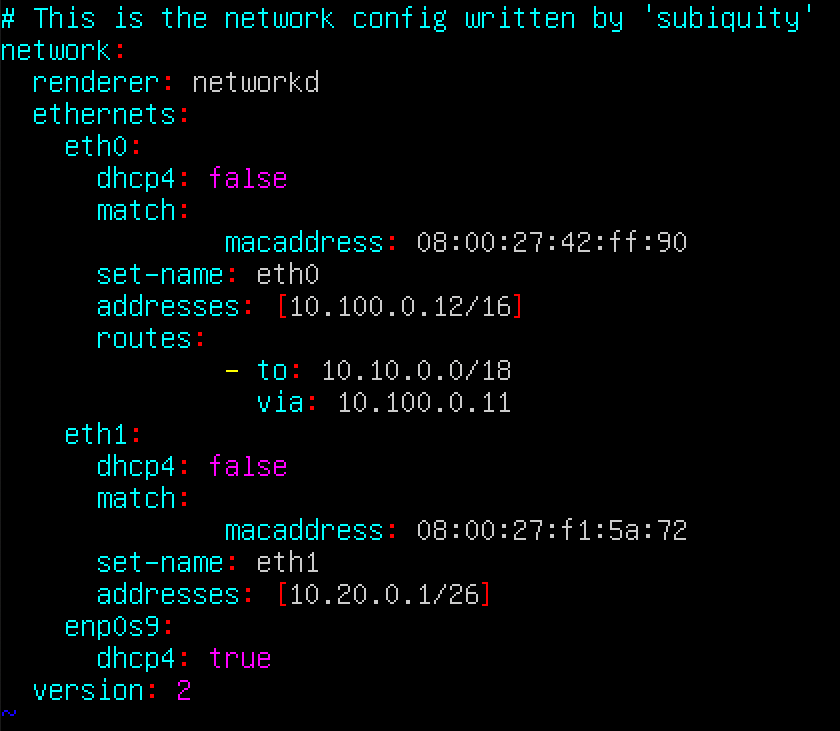 # This is the network config written by 'subiquity'
network:
  renderer: networkd
  ethernets:
    eth0:
      dhcp4: false
      match:
              macaddress: 08:00:27:42:ff:90
      set-name: eth0
      addresses: [10.100.0.12/16]
      routes:
              - to: 10.10.0.0/18
                via: 10.100.0.11
    eth1:
      dhcp4: false
      match:
              macaddress: 08:00:27:f1:5a:72
      set-name: eth1
      addresses: [10.20.0.1/26]
    enp0s9:
      dhcp4: true
  version: 2
~